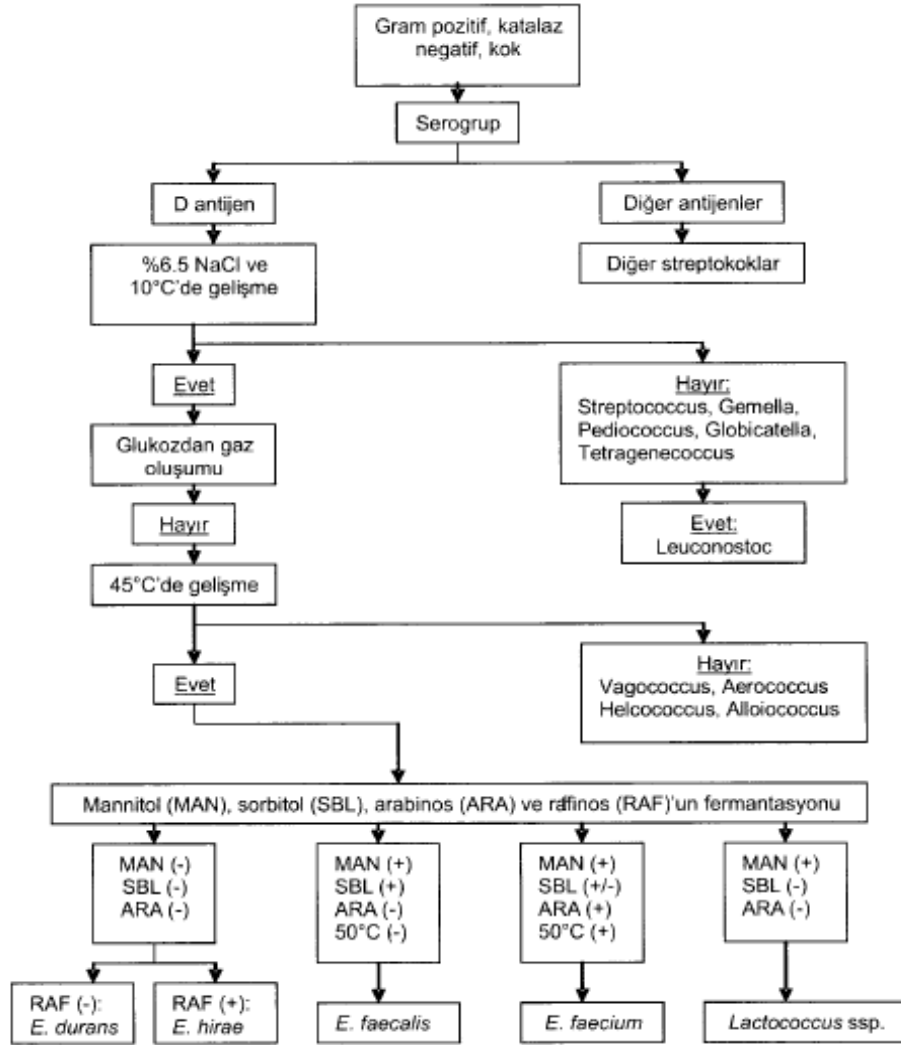 Gram pozitif, katalaz
negatif, kok
Serogrup
D antijen
Diğer antijenler
%6.5 NaCl ve
10°C'de gelişme
Diğer streptokoklar
Evet
Hayır:
Streptococcus, Gemella,
Pediococcus, Globicatella,
Tetragenecoccus
Glukozdan gaz
oluşumu
Hayır
Evet:
Leuconostoc
45°C'de gelişme
Evet
Hayır:
Vagococcus, Aerococcus
Helcococcus, Alloiococcus
Mannitol (MAN), sorbitol (SBL), arabinos (ARA) ve raffinos (RAF)'un fermantasyonu
MAN (-)
SBL (-)
ARA (-)
MAN (+)
SBL (+)
ARA (-)
50°C (-)
MAN (+)
SBL (+/-)
ARA (+)
50°C (+)
MAN (+)
SBL (-)
ARA (-)
RAF (-):
E. durans
RAF (+):
E. hirae
E. faecalis
E. faecium
Lactococcus ssp.